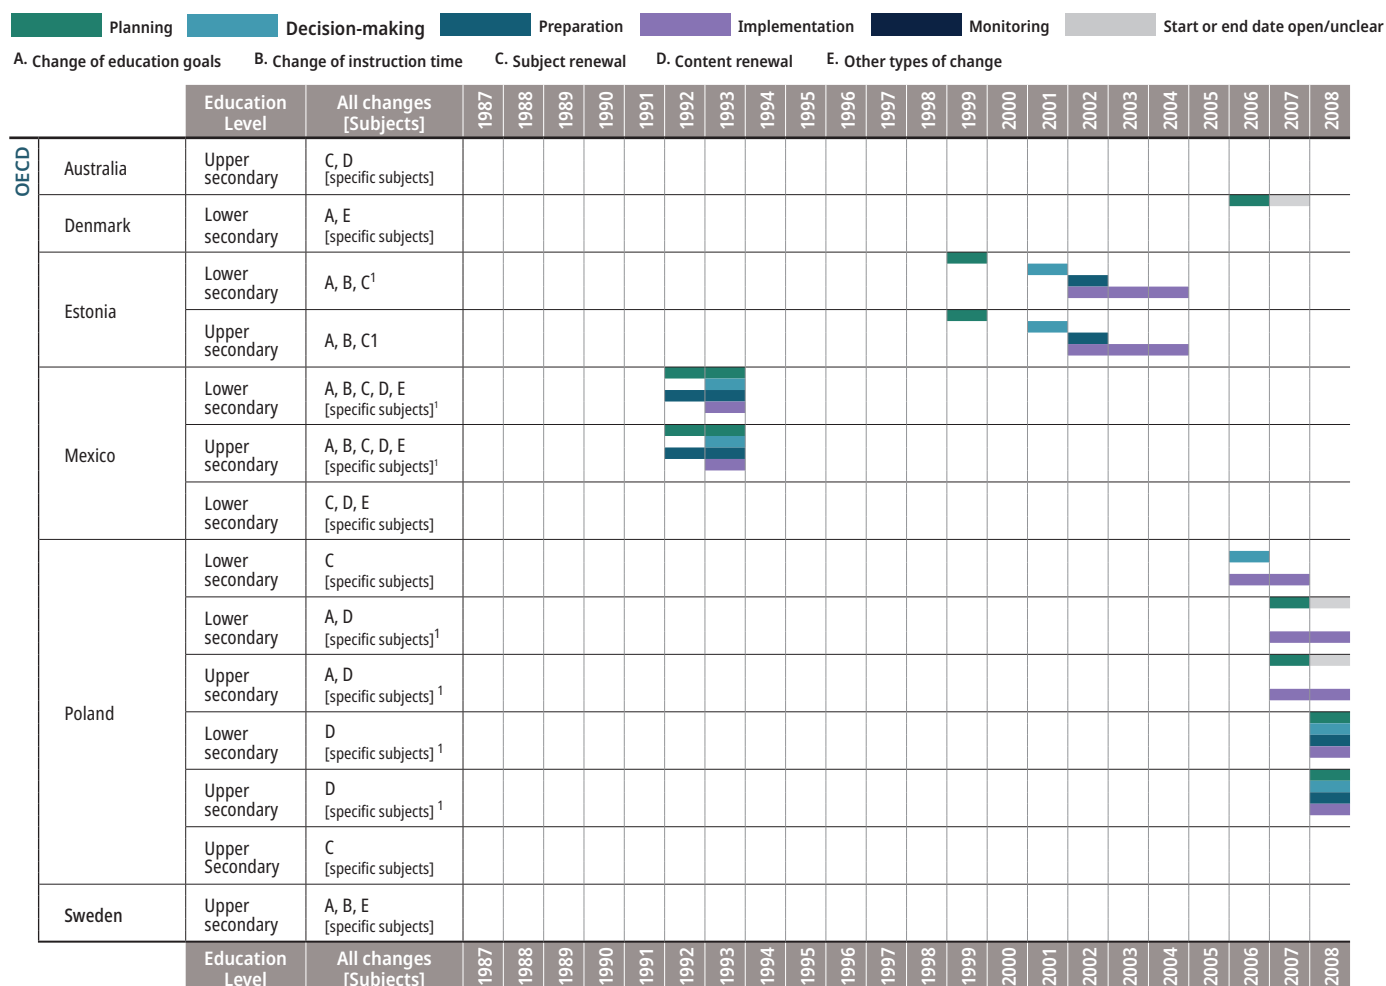 Planning Decision-making Preparation Implementation Monitoring Start or end date open/unclear
A. Change of education goals B. Change of instruction time C. Subject renewal D. Content renewal E. Other types of change
Education Level All changes [Subjects] 1987 1988 1989 1990 1991 1992 1993 1994 1995 1996 1997 1998 1999 2000 2001 2002 2003 2004 2005 2006 2007 2008
OECD
Australia
Upper
secondary
C, D
[specific subjects]
Denmark
Lower
secondary
A, E
[specific subjects]
Estonia
Lower
secondary
A, B, C1
Upper
secondary
A, B, C1
Mexico
Lower
secondary
A, B, C, D, E
[specific subjects]1
Upper
secondary
A, B, C, D, E
[specific subjects]1
Lower
secondary
C, D, E
[specific subjects]
Poland
Lower
secondary
C
[specific subjects]
Lower
secondary
A, D
[specific subjects]1
Upper
secondary
A, D
[specific subjects] 1
Lower
secondary
D
[specific subjects] 1
Upper
secondary
D
[specific subjects] 1
Upper
Secondary
C
[specific subjects]
Sweden
Upper
secondary
A, B, E
[specific subjects]
Education Level All changes [Subjects] 1987 1988 1989 1990 1991 1992 1993 1994 1995 1996 1997 1998 1999 2000 2001 2002 2003 2004 2005 2006 2007 2008